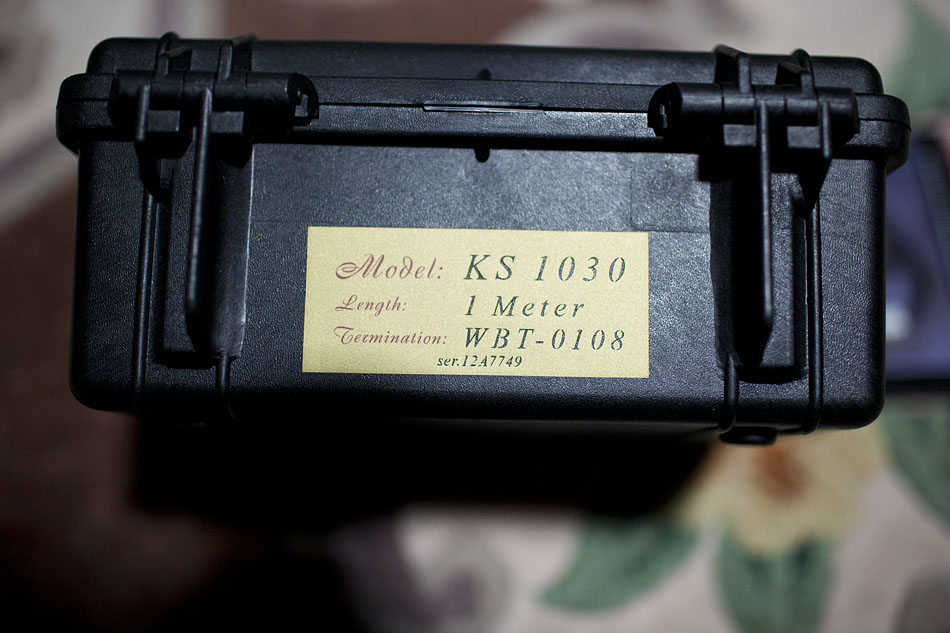 Model: KS 1030
Length: 1 Meter
Termination: WBT-0108
ser.12A7749